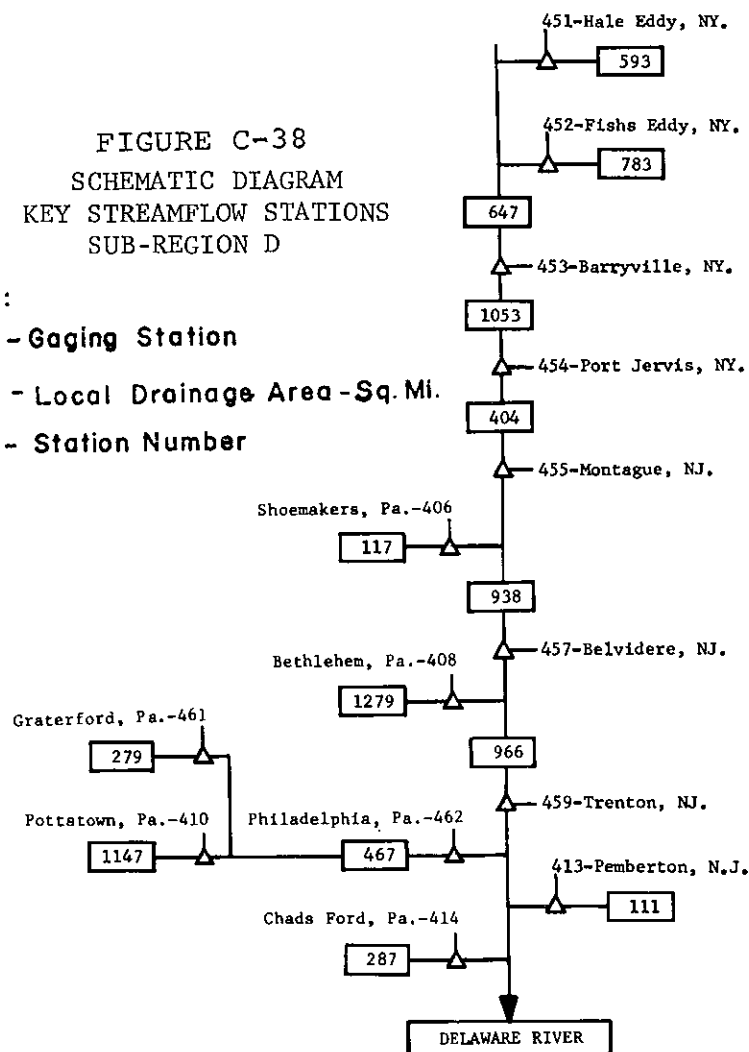 451-Hale Eddy, NY.
593
FIGURE C-38
SCHEMATIC DIAGRAM
KEY STREAMFLOW STATIONS
SUB-REGION D
452-Fishs Eddy, NY.
783
647
453-Barryville, NY.
:
- Gaging Station
- Local Drainage Area - Sq. Mi.
- Station Number
1053
454-Port Jervis, NY.
404
455-Montague, NJ.
Shoemakers, Pa.-406
117
938
457-Belvidere, NJ.
Bethlehem, Pa.-408
1279
Graterford, Pa.-461
279
966
459-Trenton, NJ.
Pottstown, Pa.-410
1147
Philadelphia, Pa.-462
467
413-Pemberton, N.J.
111
Chads Ford, Pa.-414
287
DELAWARE RIVER